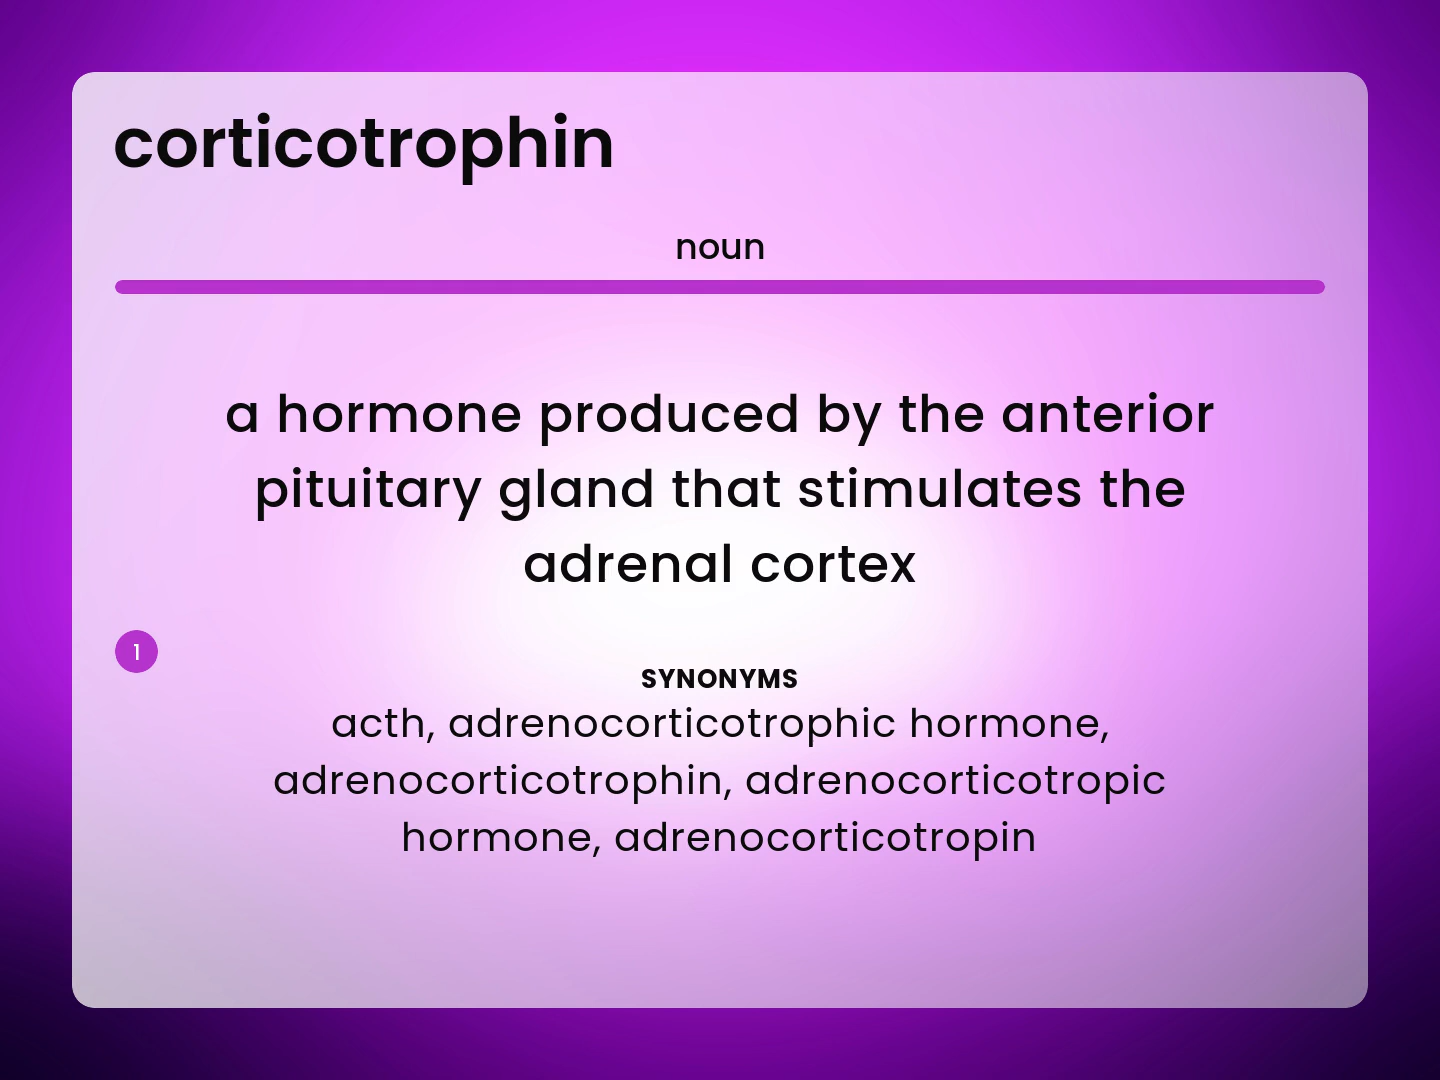 corticotrophin
noun
a hormone produced by the anterior
pituitary gland that stimulates the
adrenal cortex
1
SYNONYMS
acth, adrenocorticotrophic hormone,
adrenocorticotrophin, adrenocorticotropic
hormone, adrenocorticotropin